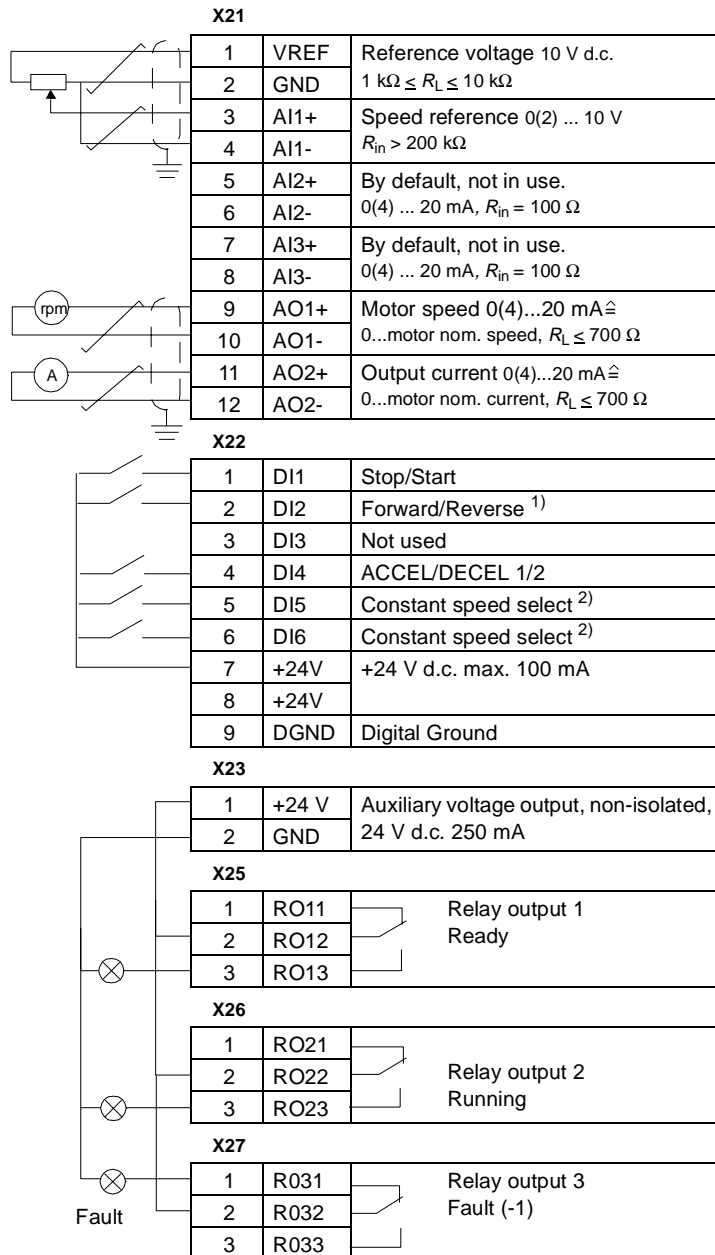 X21
1 VREF Reference voltage 10 V d.c.
2 GND 1 kΩ ≤ RL ≤ 10 kΩ
3 AI1+ Speed reference 0(2) ... 10 V
4 AI1- Rin > 200 kΩ
5 AI2+ By default, not in use.
6 AI2- 0(4) ... 20 mA, Rin = 100 Ω
7 AI3+ By default, not in use.
8 AI3- 0(4) ... 20 mA, Rin = 100 Ω
rpm 9 AO1+ Motor speed 0(4)...20 mA ≙
10 AO1- 0...motor nom. speed, RL ≤ 700 Ω
A 11 AO2+ Output current 0(4)...20 mA ≙
12 AO2- 0...motor nom. current, RL ≤ 700 Ω
X22
1 DI1 Stop/Start
2 DI2 Forward/Reverse 1)
3 DI3 Not used
4 DI4 ACCEL/DECEL 1/2
5 DI5 Constant speed select 2)
6 DI6 Constant speed select 2)
7 +24V +24 V d.c. max. 100 mA
8 +24V
9 DGND Digital Ground
X23
1 +24 V Auxiliary voltage output, non-isolated,
2 GND 24 V d.c. 250 mA
X25
1 RO11 Relay output 1
2 RO12 Ready
3 RO13
X26
1 RO21
2 RO22 Relay output 2
3 RO23 Running
X27
1 R031 Relay output 3
Fault 2 R032 Fault (-1)
3 R033